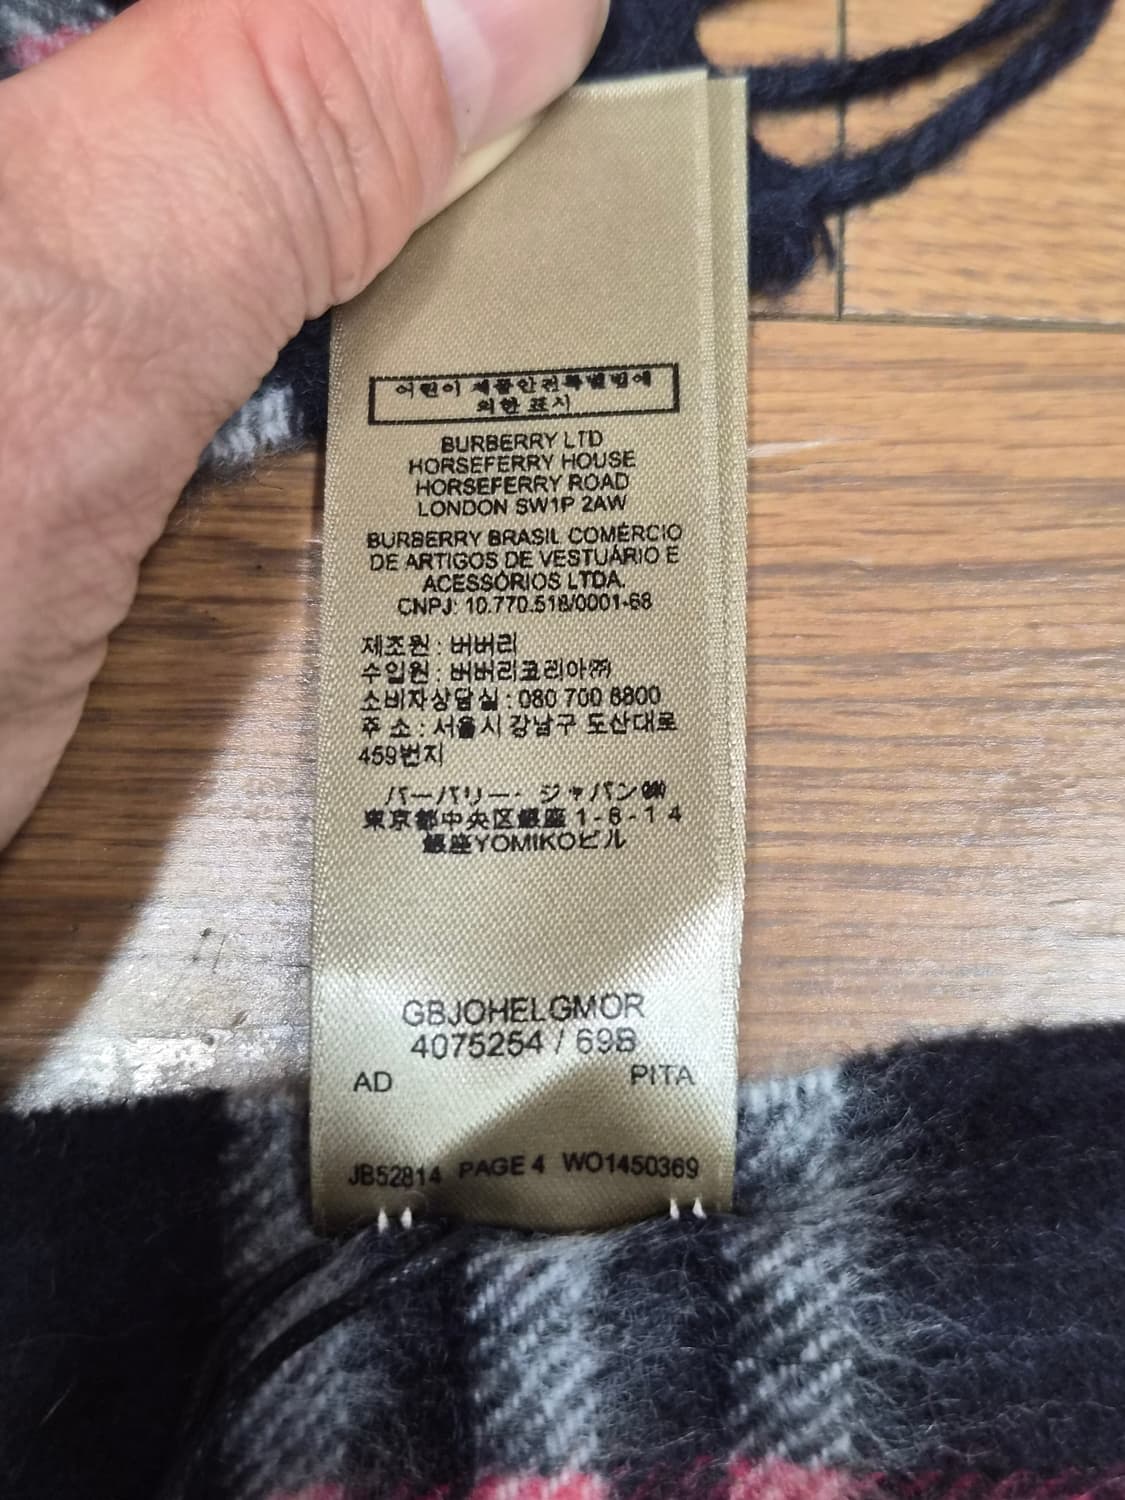 어린이 제품안전특별법에
의한 표시
BURBERRY LTD
HORSEFERRY HOUSE
HORSEFERRY ROAD
LONDON SW1P 2AW
BURBERRY BRASIL COMÉRCIO
DE ARTIGOS DE VESTUÁRIO E
ACESSÓRIOS LTDA.
CNPJ: 10.770.518/0001-68
제조원 : 버버리
수입원 : 버버리코리아㈜
소비자상담실 : 080 700 8800
주 소 : 서울시 강남구 도산대로
459번지
バーバリー・ジャパン㈱
東京都中央区銀座1-8-14
銀座YOMIKOビル
GBJOHELGMOR
4075254 / 69B
AD PITA
JB52814 PAGE 4 WO1450369